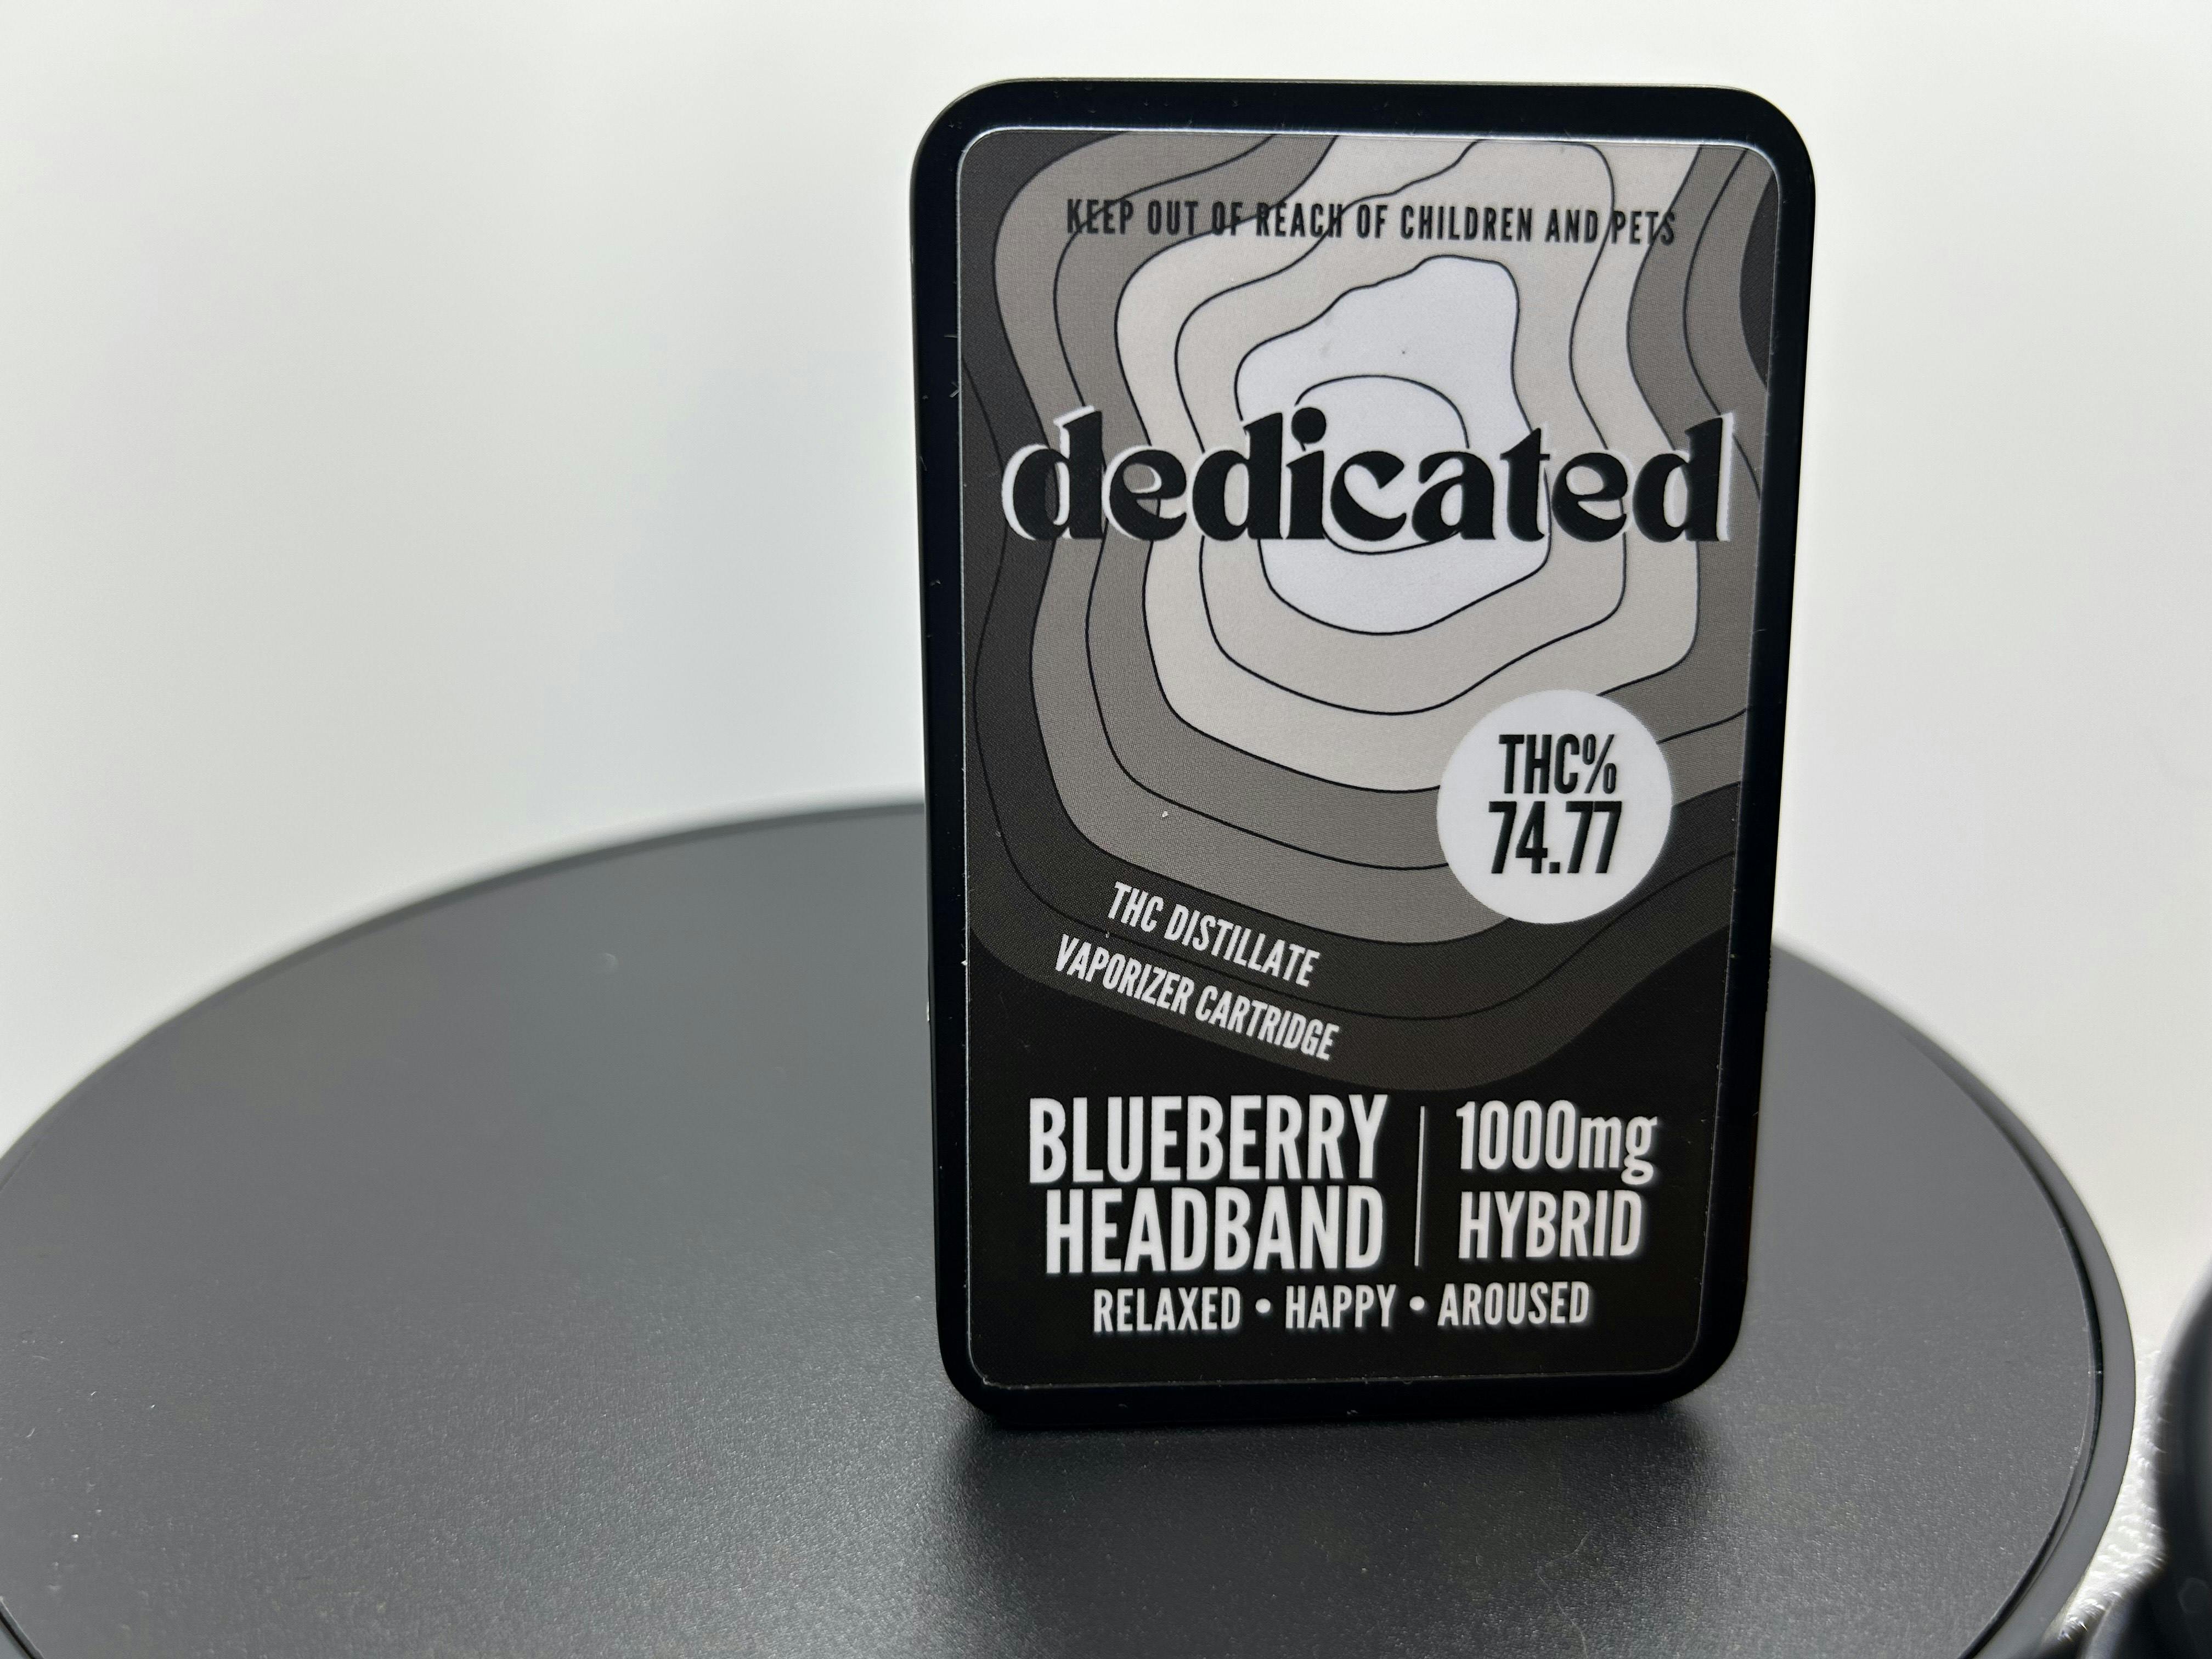 KEEP OUT OF REACH OF CHILDREN AND PETS
dedicated
THC%
74.77
THC DISTILLATE
VAPORIZER CARTRIDGE
BLUEBERRY
HEADBAND
1000mg
HYBRID
RELAXED • HAPPY • AROUSED